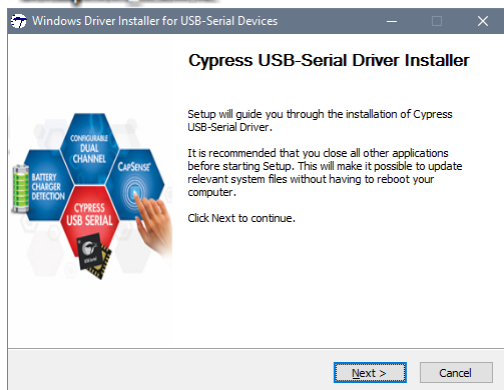 Windows Driver Installer for USB-Serial Devices
Cypress USB-Serial Driver Installer
Setup will guide you through the installation of Cypress
USB-Serial Driver.
It is recommended that you close all other applications
before starting Setup. This will make it possible to update
relevant system files without having to reboot your
computer.
Click Next to continue.
CONFIGURABLE
DUAL
CHANNEL
CAPSENSE
BATTERY
CHARGER
DETECTION
CYPRESS
USB SERIAL
Next >
Cancel